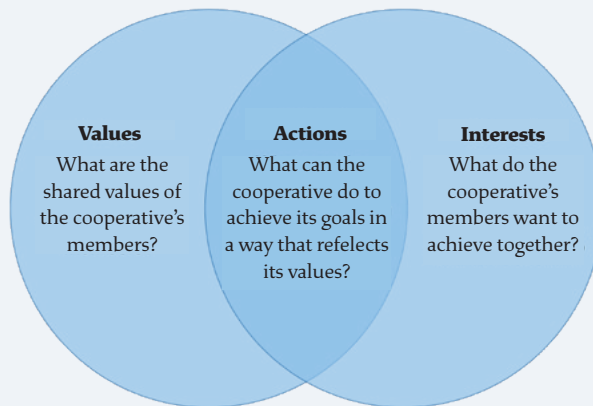 Values
What are the
shared values of
the cooperative's
members?
Actions
What can the
cooperative do to
achieve its goals in
a way that refelects
its values?
Interests
What do the
cooperative's
members want to
achieve together?